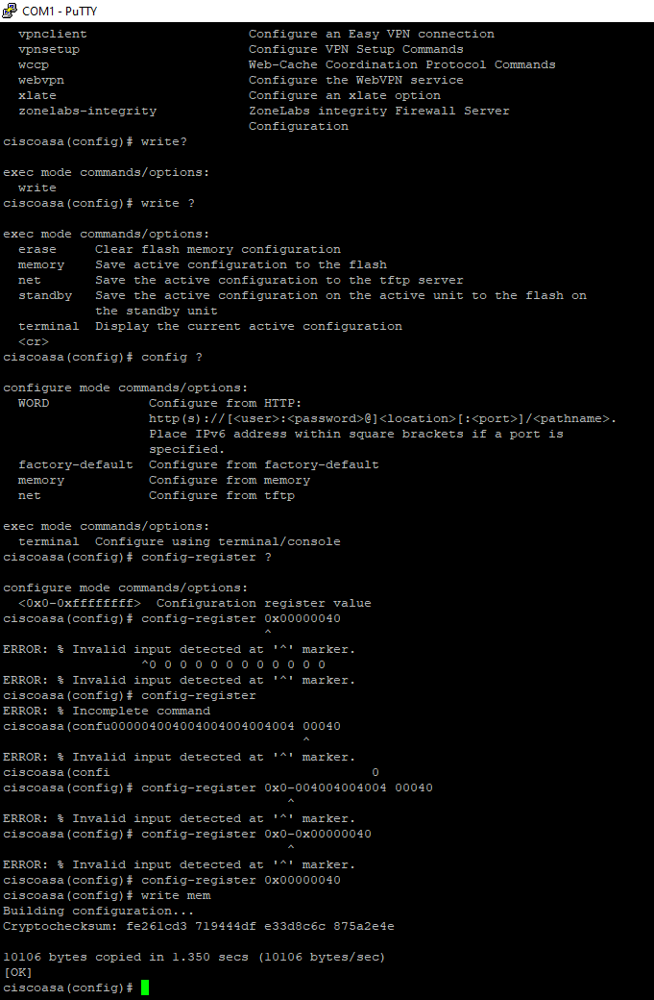 COM1 - PuTTY
vpnclient Configure an Easy VPN connection
vpnsetup Configure VPN Setup Commands
wccp Web-Cache Coordination Protocol Commands
webvpn Configure the WebVPN service
xlate Configure an xlate option
zonelabs-integrity ZoneLabs integrity Firewall Server
Configuration
ciscoasa(config)# write?
exec mode commands/options:
write
ciscoasa(config)# write ?
exec mode commands/options:
erase Clear flash memory configuration
memory Save active configuration to the flash
net Save the active configuration to the tftp server
standby Save the active configuration on the active unit to the flash on
the standby unit
terminal Display the current active configuration
<cr>
ciscoasa(config)# config ?
configure mode commands/options:
WORD Configure from HTTP:
http(s)://[<user>:<password>@]<location>[:<port>]/<pathname>.
Place IPv6 address within square brackets if a port is
specified.
factory-default Configure from factory-default
memory Configure from memory
net Configure from tftp
exec mode commands/options:
terminal Configure using terminal/console
ciscoasa(config)# config-register ?
configure mode commands/options:
<0x0-0xffffffff> Configuration register value
ciscoasa(config)# config-register 0x00000040
^
ERROR: % Invalid input detected at '^' marker.
^0 0 0 0 0 0 0 0 0 0 0 0
ERROR: % Invalid input detected at '^' marker.
ciscoasa(config)# config-register
ERROR: % Incomplete command
ciscoasa(confu000004004004004004004004 00040
^
ERROR: % Invalid input detected at '^' marker.
ciscoasa(confi 0
ciscoasa(config)# config-register 0x0-004004004004 00040
^
ERROR: % Invalid input detected at '^' marker.
ciscoasa(config)# config-register 0x0-0x00000040
^
ERROR: % Invalid input detected at '^' marker.
ciscoasa(config)# config-register 0x00000040
ciscoasa(config)# write mem
Building configuration...
Cryptochecksum: fe261cd3 719444df e33d8c6c 875a2e4e
10106 bytes copied in 1.350 secs (10106 bytes/sec)
[OK]
ciscoasa(config)#